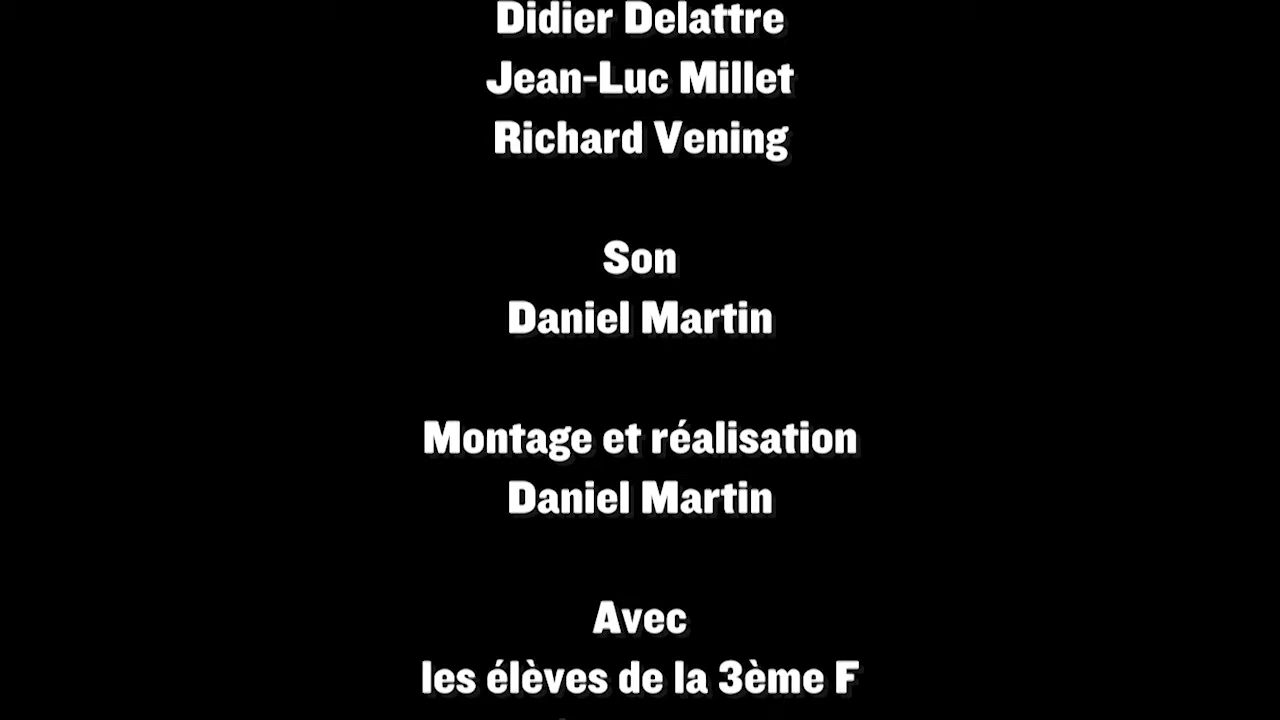 Didier Delattre
Jean-Luc Millet
Richard Vening
Son
Daniel Martin
Montage et réalisation
Daniel Martin
Avec
les élèves de la 3ème F